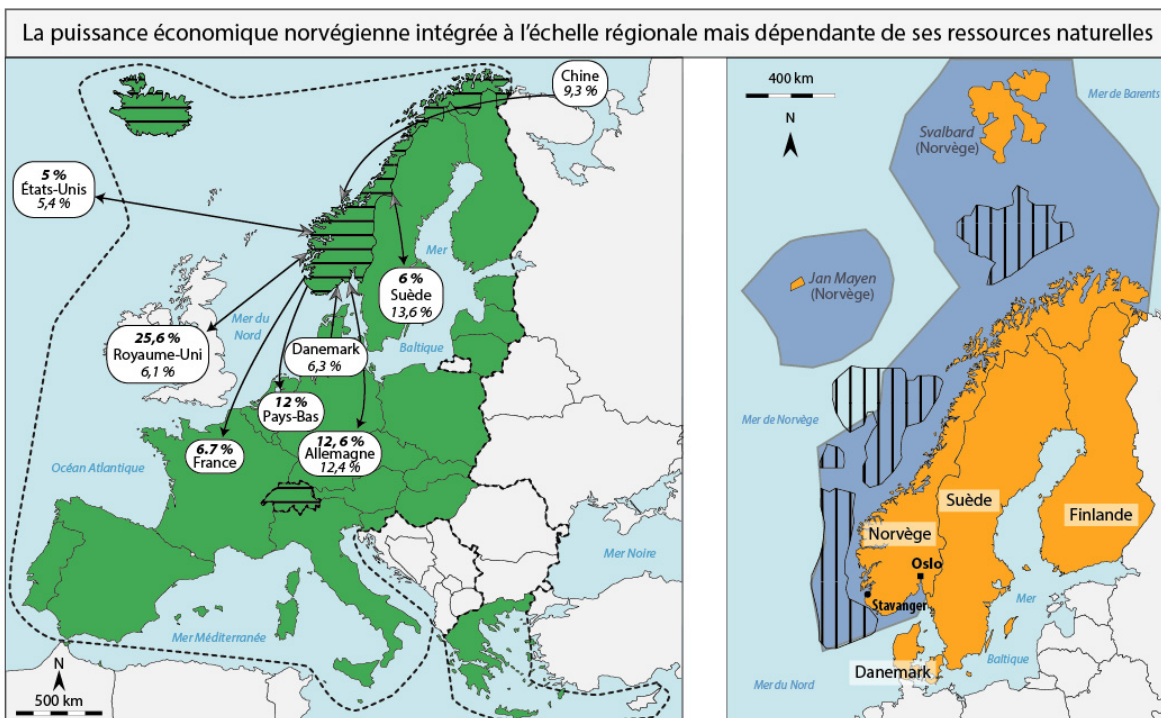 La puissance économique norvégienne intégrée à l’échelle régionale mais dépendante de ses ressources naturelles
Chine
9,3 %
5 %
États-Unis
5,4 %
Mer
6 %
Suède
13,6 %
Mer du
Nord
25,6 %
Royaume-Uni
6,1 %
Danemark
6,3 %
Baltique
12 %
Pays-Bas
6.7 %
France
12, 6 %
Allemagne
12,4 %
Océan Atlantique
Mer Noire
Mer Méditerranée
N
500 km
400 km
N
Mer de Barents
Svalbard
(Norvège)
Jan Mayen
(Norvège)
Mer de Norvège
Suède
Finlande
Norvège
Oslo
Stavanger
Mer
Baltique
Danemark
Mer du Nord